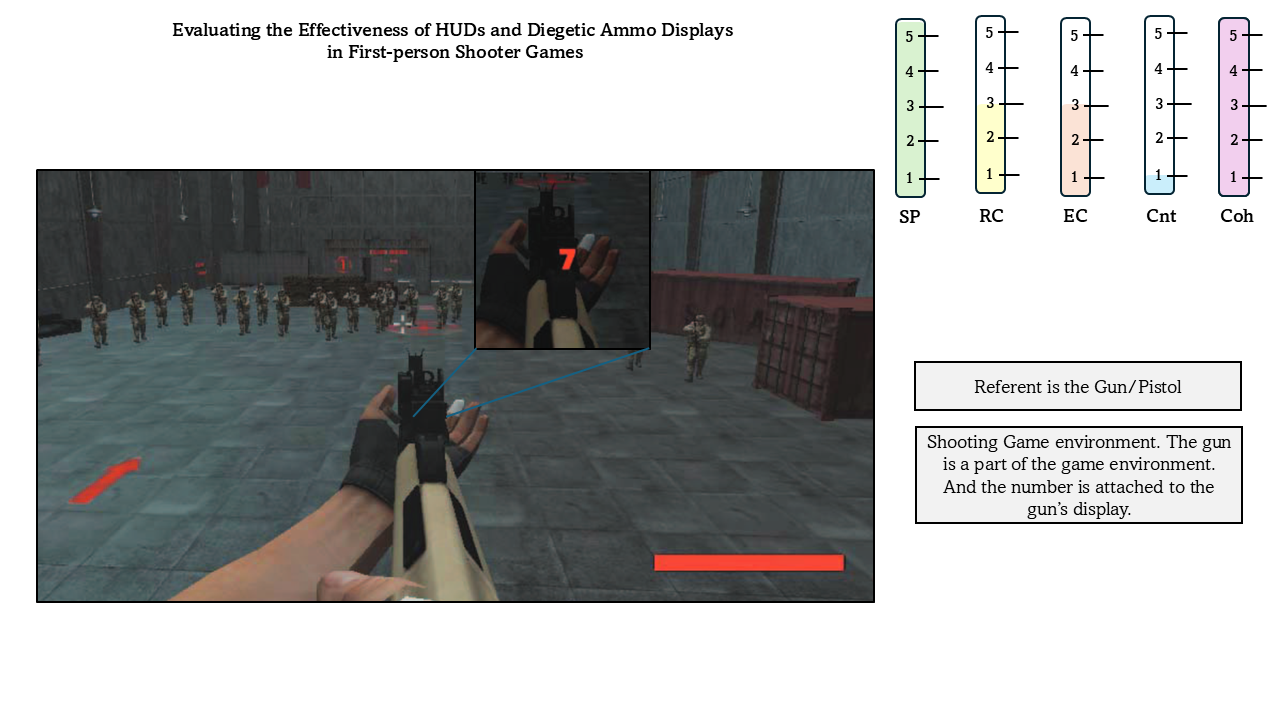 Evaluating the Effectiveness of HUDs and Diegetic Ammo Displays
in First-person Shooter Games
5 5 5 5 5
4 4 4 4 4
3 3 3 3 3
2 2 2 2 2
1 1 1 1 1
SP RC EC Cnt Coh
7
1
Referent is the Gun/Pistol
Shooting Game environment. The gun
is a part of the game environment.
And the number is attached to the
gun’s display.